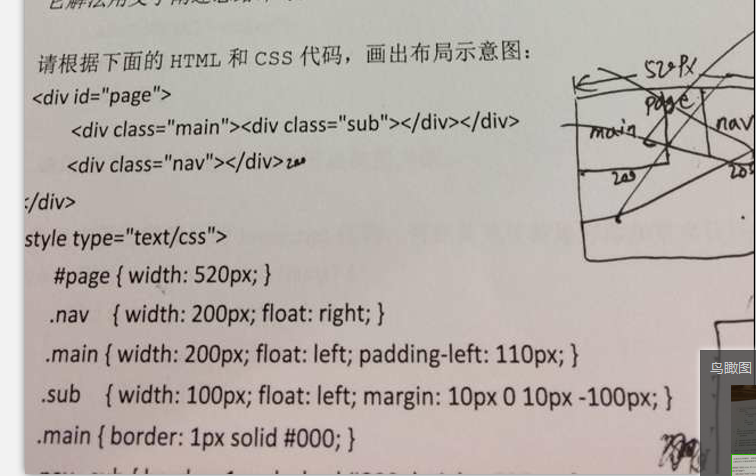 请根据下面的 HTML 和 CSS 代码，画出布局示意图：
<div id="page">
<div class="main"><div class="sub"></div></div>
<div class="nav"></div>200
/div>
style type="text/css">
#page { width: 520px; }
.nav { width: 200px; float: right; }
.main { width: 200px; float: left; padding-left: 110px; }
.sub { width: 100px; float: left; margin: 10px 0 10px -100px; }
.main { border: 1px solid #000; }
520PX
page
main
nav
200
200
鸟瞰图